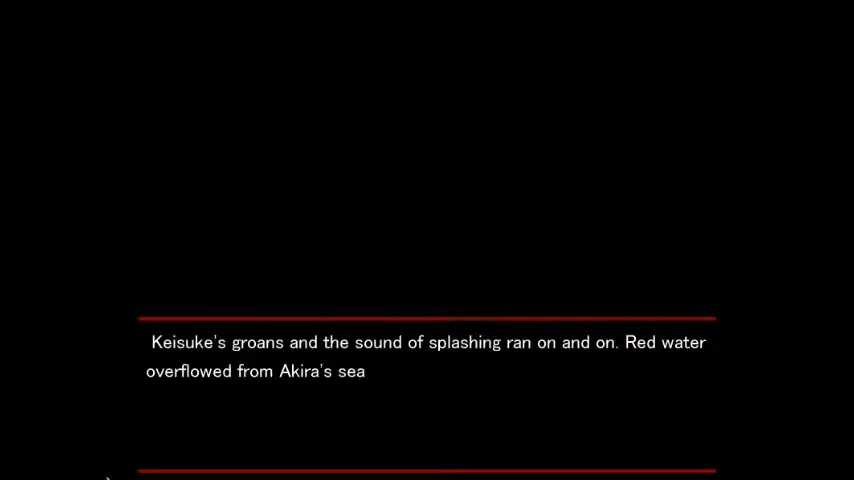 Keisuke's groans and the sound of splashing ran on and on. Red water
overflowed from Akira's sea